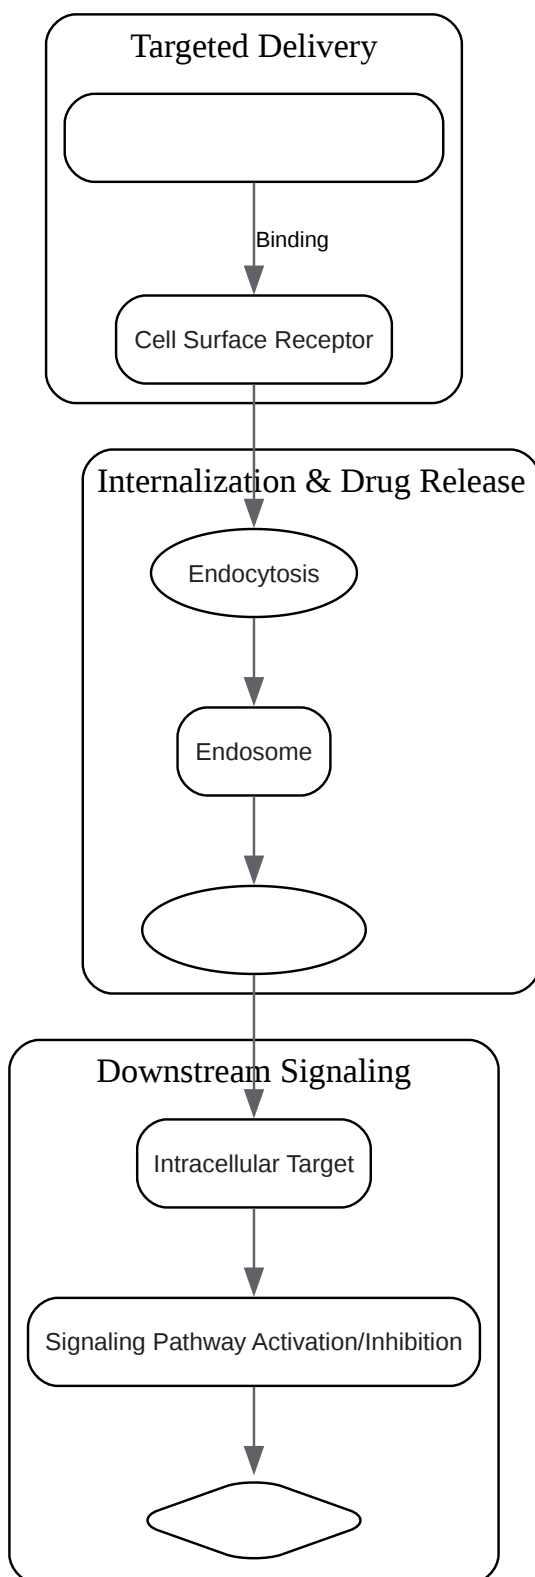 Targeted Delivery
Binding
Cell Surface Receptor
Internalization & Drug Release
Endocytosis
Endosome
Downstream Signaling
Intracellular Target
Signaling Pathway Activation/Inhibition